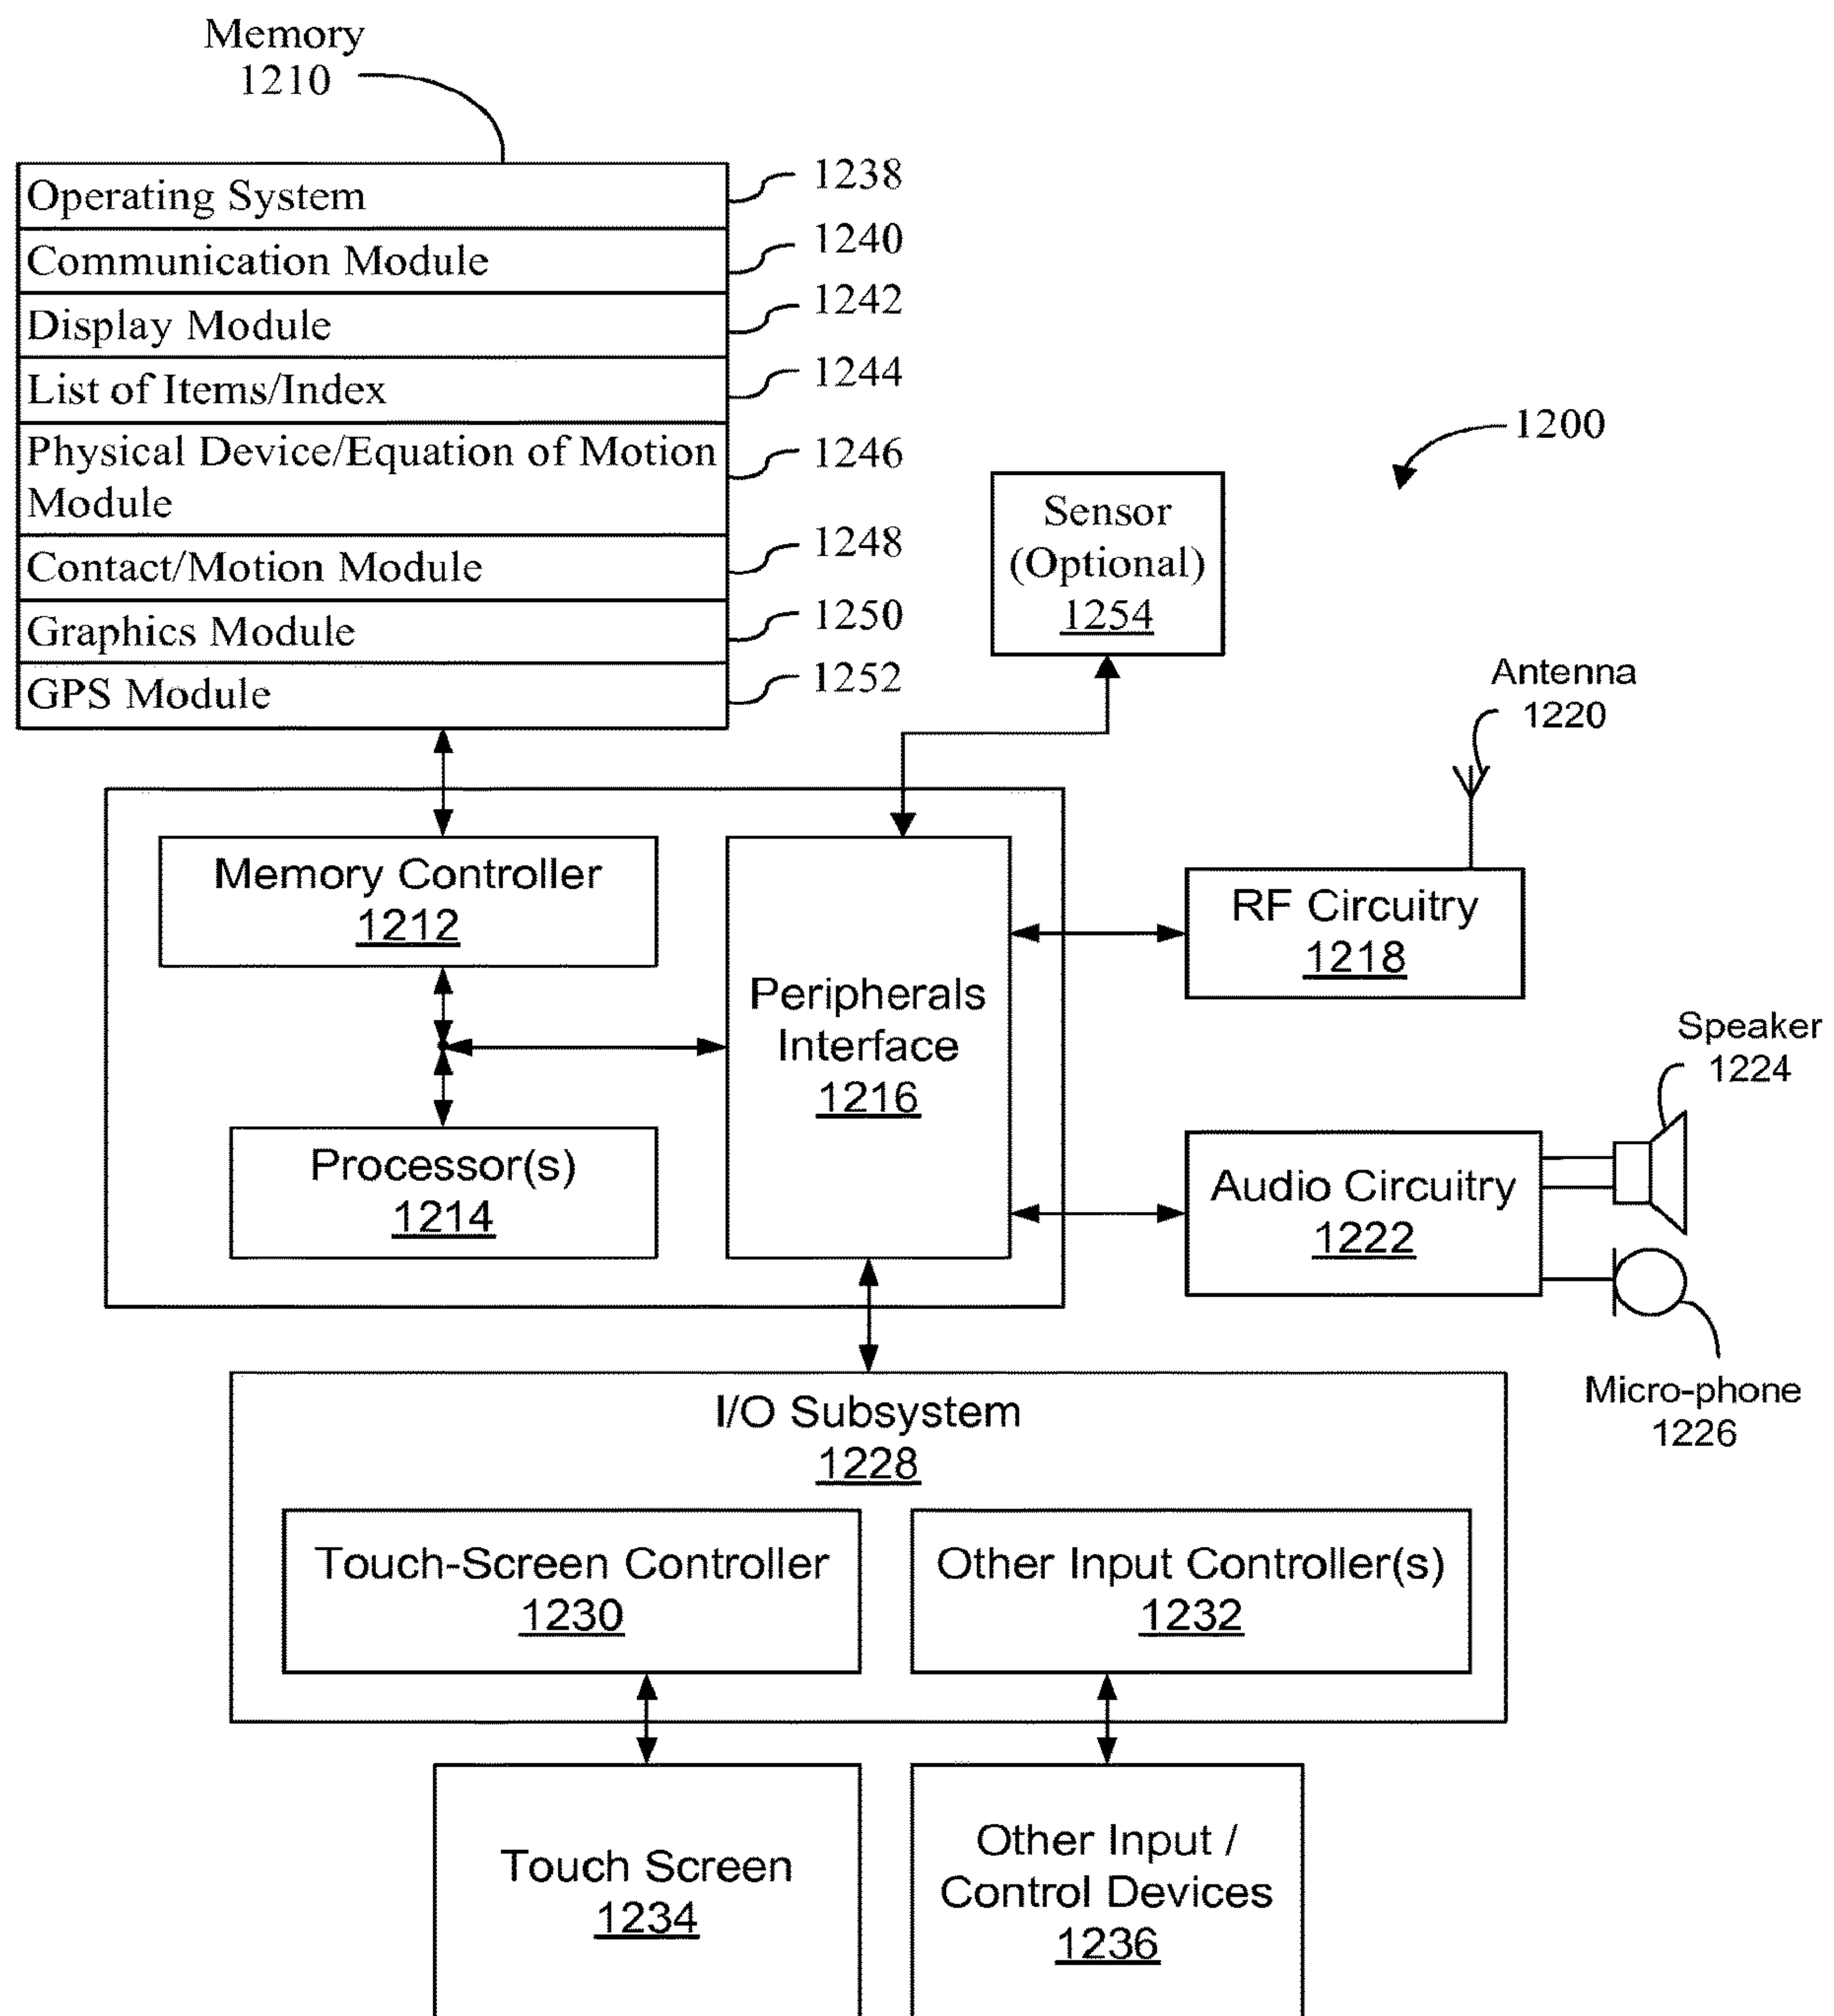 Memory
1210
Operating System
1238
Communication Module
1240
Display Module
1242
List of Items/Index
1244
Physical Device/Equation of Motion
Module
1246
Contact/Motion Module
1248
Graphics Module
1250
GPS Module
1252
1200
Sensor
(Optional)
1254
Antenna
1220
Memory Controller
1212
Peripherals
Interface
1216
RF Circuitry
1218
Processor(s)
1214
Speaker
1224
Audio Circuitry
1222
Micro-phone
1226
I/O Subsystem
1228
Touch-Screen Controller
1230
Other Input Controller(s)
1232
Touch Screen
1234
Other Input /
Control Devices
1236